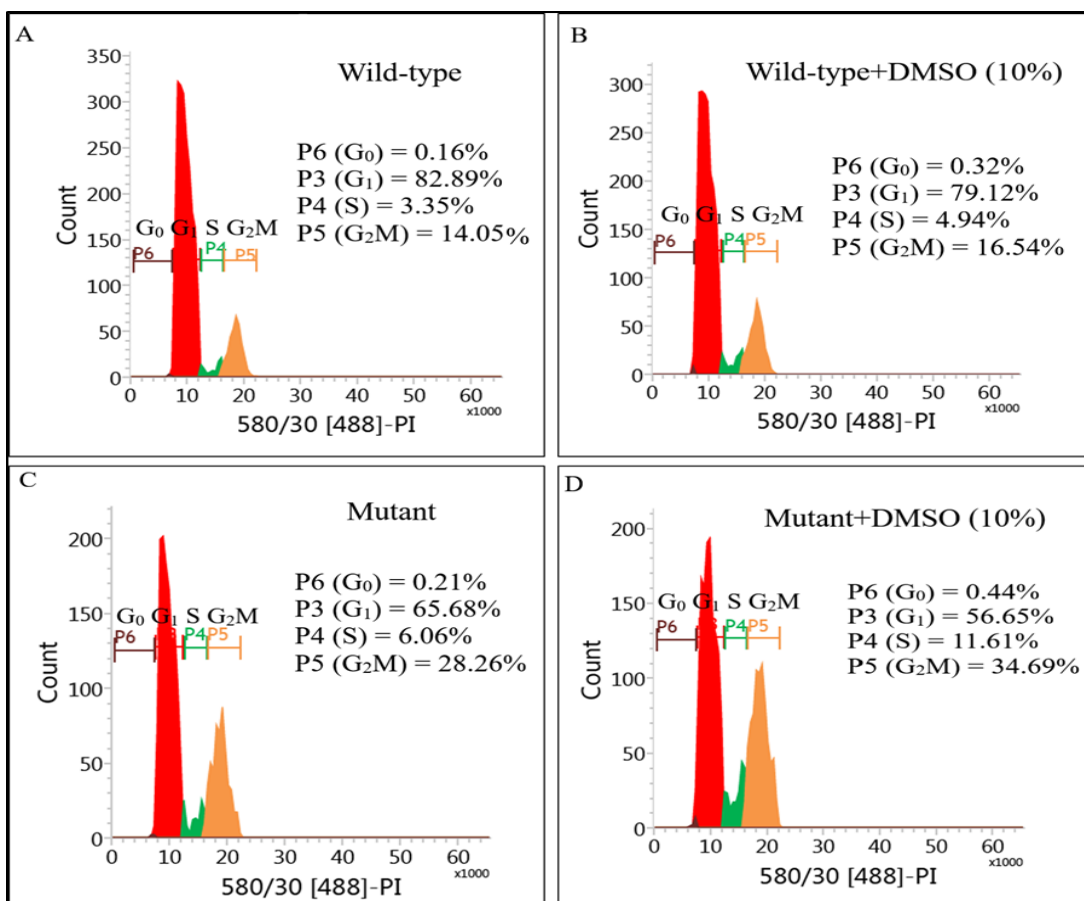 A
Wild-type
350
300
250
200
150
100
50
0
Count
P6 (G₀) = 0.16%
P3 (G₁) = 82.89%
P4 (S) = 3.35%
P5 (G₂M) = 14.05%
G₀ G₁ S G₂M
P6 P4 P5
0 10 20 30 40 50 60
x1000
580/30 [488]-PI
B
Wild-type+DMSO (10%)
300
250
200
150
100
50
0
Count
P6 (G₀) = 0.32%
P3 (G₁) = 79.12%
P4 (S) = 4.94%
P5 (G₂M) = 16.54%
G₀ G₁ S G₂M
P6 P4 P5
0 10 20 30 40 50 60
x1000
580/30 [488]-PI
C
Mutant
200
150
100
50
0
Count
P6 (G₀) = 0.21%
P3 (G₁) = 65.68%
P4 (S) = 6.06%
P5 (G₂M) = 28.26%
G₀ G₁ S G₂M
P6 P4 P5
0 10 20 30 40 50 60
x1000
580/30 [488]-PI
D
Mutant+DMSO (10%)
200
150
100
50
0
Count
P6 (G₀) = 0.44%
P3 (G₁) = 56.65%
P4 (S) = 11.61%
P5 (G₂M) = 34.69%
G₀ G₁ S G₂M
P6 P4 P5
0 10 20 30 40 50 60
x1000
580/30 [488]-PI